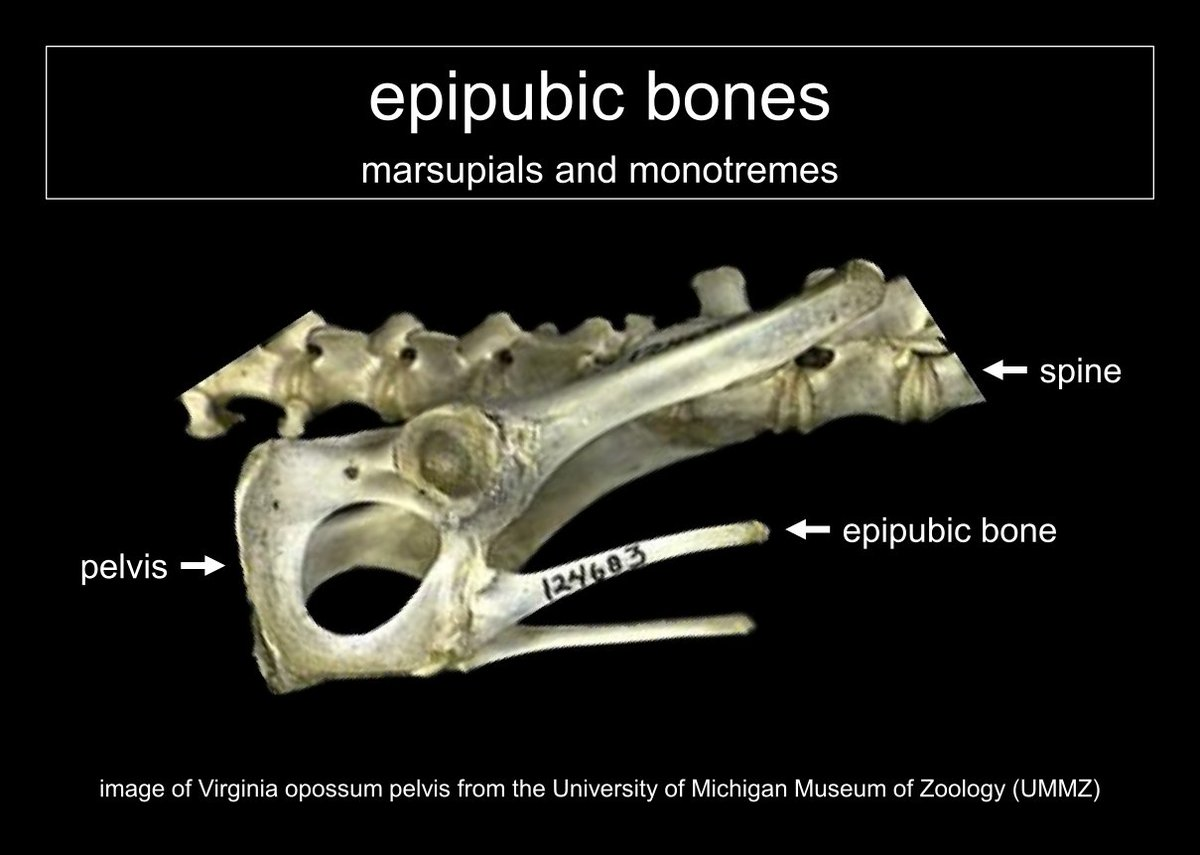 epipubic bones
marsupials and monotremes
spine
epipubic bone
124683
pelvis
image of Virginia opossum pelvis from the University of Michigan Museum of Zoology (UMMZ)